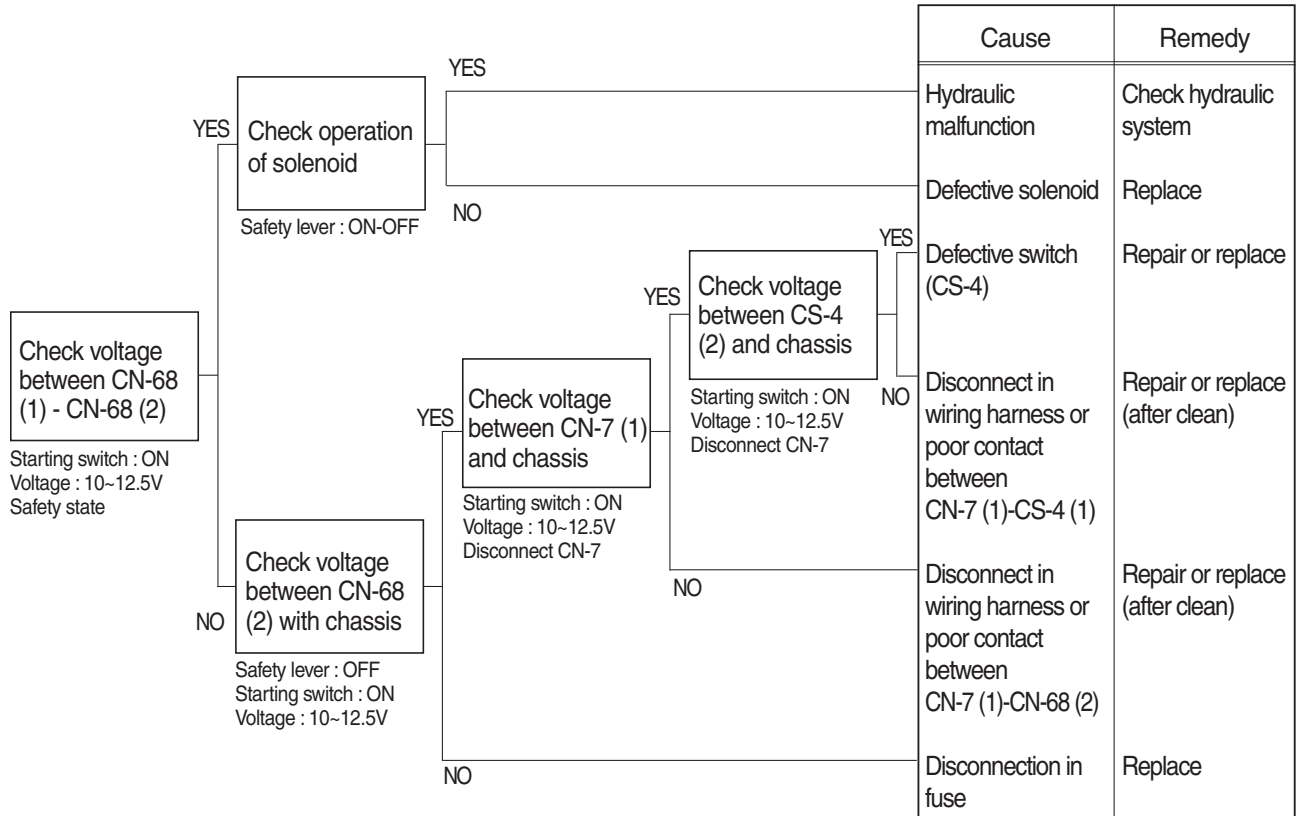 Cause
Remedy
YES
Hydraulic
malfunction
Check hydraulic
system
YES
Check operation
of solenoid
Defective solenoid
Replace
NO
Safety lever : ON-OFF
YES
Defective switch
(CS-4)
Repair or replace
YES
Check voltage
between CS-4
(2) and chassis
Starting switch : ON
Voltage : 10~12.5V
Disconnect CN-7
NO
Disconnect in
wiring harness or
poor contact
between
CN-7 (1)-CS-4 (1)
Repair or replace
(after clean)
Check voltage
between CN-68
(1) - CN-68 (2)
Starting switch : ON
Voltage : 10~12.5V
Safety state
YES
Check voltage
between CN-7 (1)
and chassis
Starting switch : ON
Voltage : 10~12.5V
Disconnect CN-7
NO
Disconnect in
wiring harness or
poor contact
between
CN-7 (1)-CN-68 (2)
Repair or replace
(after clean)
NO
Check voltage
between CN-68
(2) with chassis
Safety lever : OFF
Starting switch : ON
Voltage : 10~12.5V
NO
Disconnection in
fuse
Replace